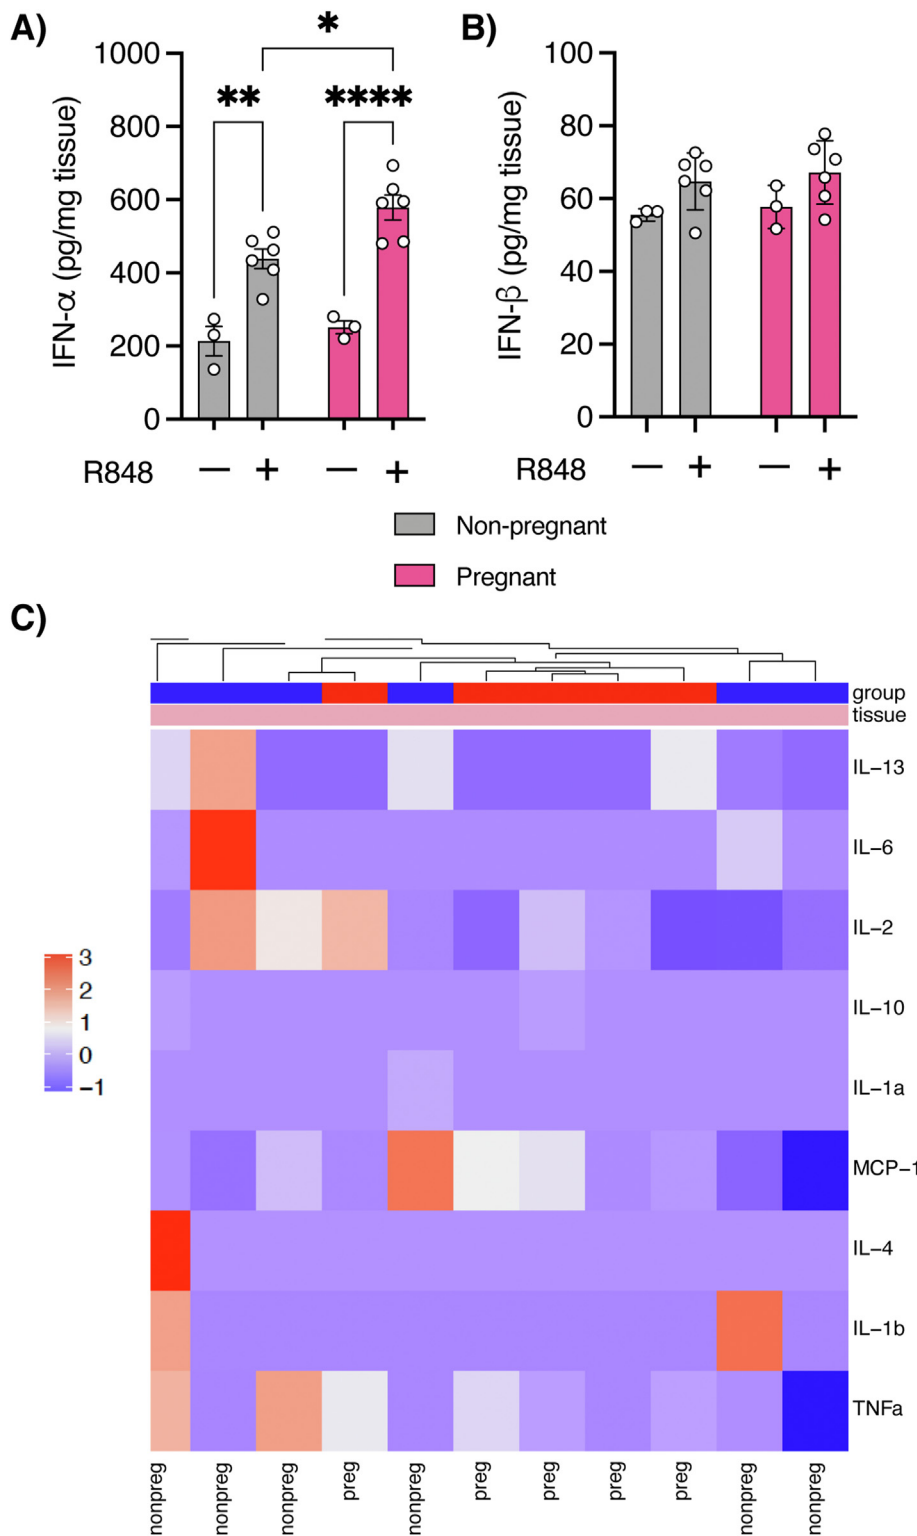 A)
IFN-α (pg/mg tissue)
1000
800
600
400
200
0
*
**
****
R848
— + — +
B)
IFN-β (pg/mg tissue)
100
80
60
40
20
0
R848
— + — +
Non-pregnant
Pregnant
C)
group
tissue
IL−13
IL−6
IL−2
IL−10
IL−1a
MCP−1
IL−4
IL−1b
TNFa
3
2
1
0
−1
nonpreg
nonpreg
nonpreg
preg
nonpreg
preg
preg
preg
preg
nonpreg
nonpreg